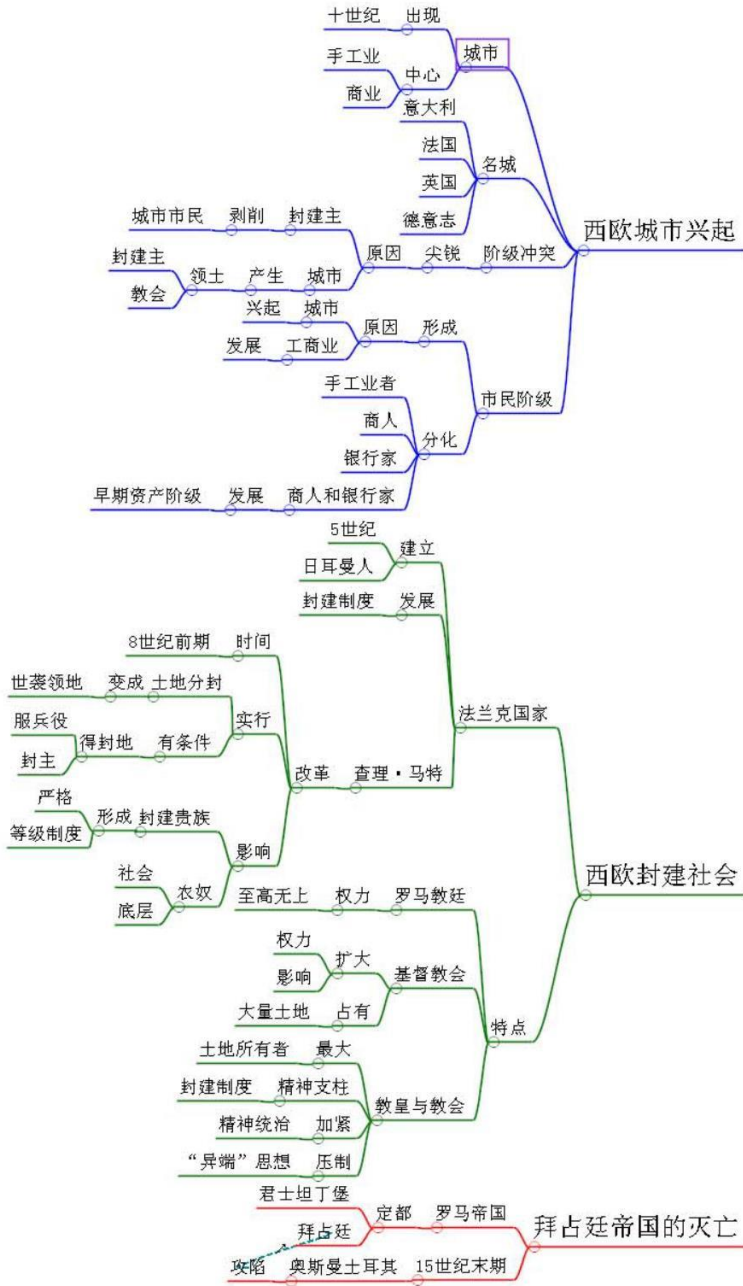 十世纪 出现
城市
手工业
中心
商业
意大利
法国
名城
英国
德意志
西欧城市兴起
城市市民 剥削 封建主
原因 尖锐 阶级冲突
封建主
领土 产生 城市
教会
兴起 城市
原因 形成
发展 工商业
市民阶级
手工业者
商人
分化
银行家
早期资产阶级 发展 商人和银行家
5世纪
建立
日耳曼人
封建制度 发展
法兰克国家
8世纪前期 时间
世袭领地 变成 土地分封
实行
服兵役
得封地 有条件
封主
改革 查理·马特
严格
形成 封建贵族
等级制度
影响
社会
农奴
底层
西欧封建社会
至高无上 权力 罗马教廷
权力
扩大
影响
基督教会
大量土地 占有
特点
土地所有者 最大
封建制度 精神支柱
教皇与教会
精神统治 加紧
“异端”思想 压制
君士坦丁堡
定都 罗马帝国
拜占廷
拜占廷帝国的灭亡
攻陷 奥斯曼土耳其 15世纪末期